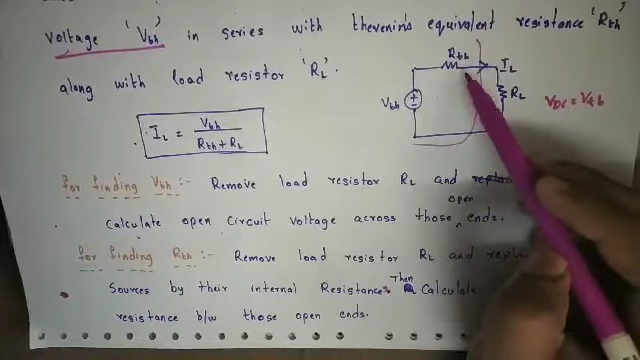 voltage 'Vth' in series with thevenin's equivalent resistance 'Rth'
along with load resistor 'RL'.
Rth
IL
Vth
RL
VDC = Vth
IL = Vth / Rth + RL
for finding Vth :- Remove load resistor RL and
open
Calculate open circuit voltage across those ends.
for finding Rth :- Remove load resistor RL and
Sources by their internal Resistance. Then Calculate
resistance b/w those open ends.